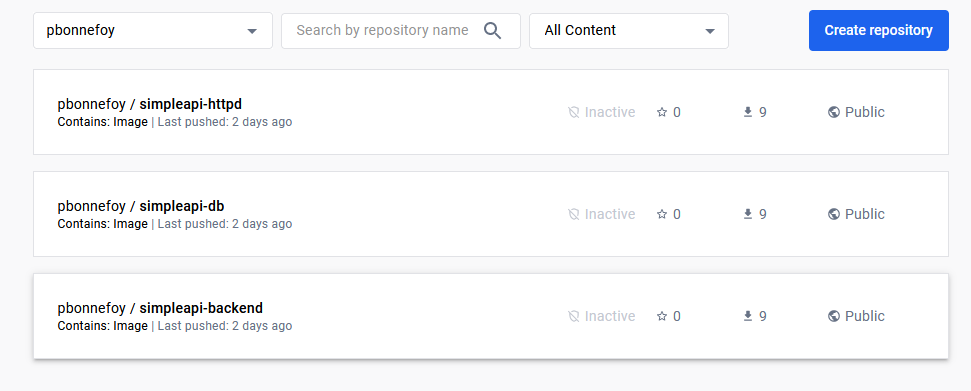 pbonnefoy Search by repository name All Content Create repository
pbonnefoy / simpleapi-httpd
Contains: Image | Last pushed: 2 days ago
Inactive 0 9 Public
pbonnefoy / simpleapi-db
Contains: Image | Last pushed: 2 days ago
Inactive 0 9 Public
pbonnefoy / simpleapi-backend
Contains: Image | Last pushed: 2 days ago
Inactive 0 9 Public